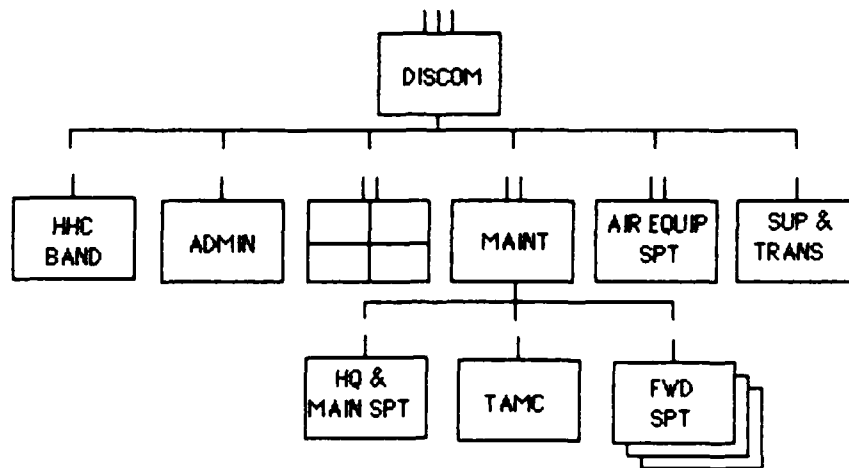 DISCOM
HHC
BAND
ADMIN
MAINT
AIR EQUIP
SPT
SUP &
TRANS
HQ &
MAIN SPT
TAMC
FWD
SPT